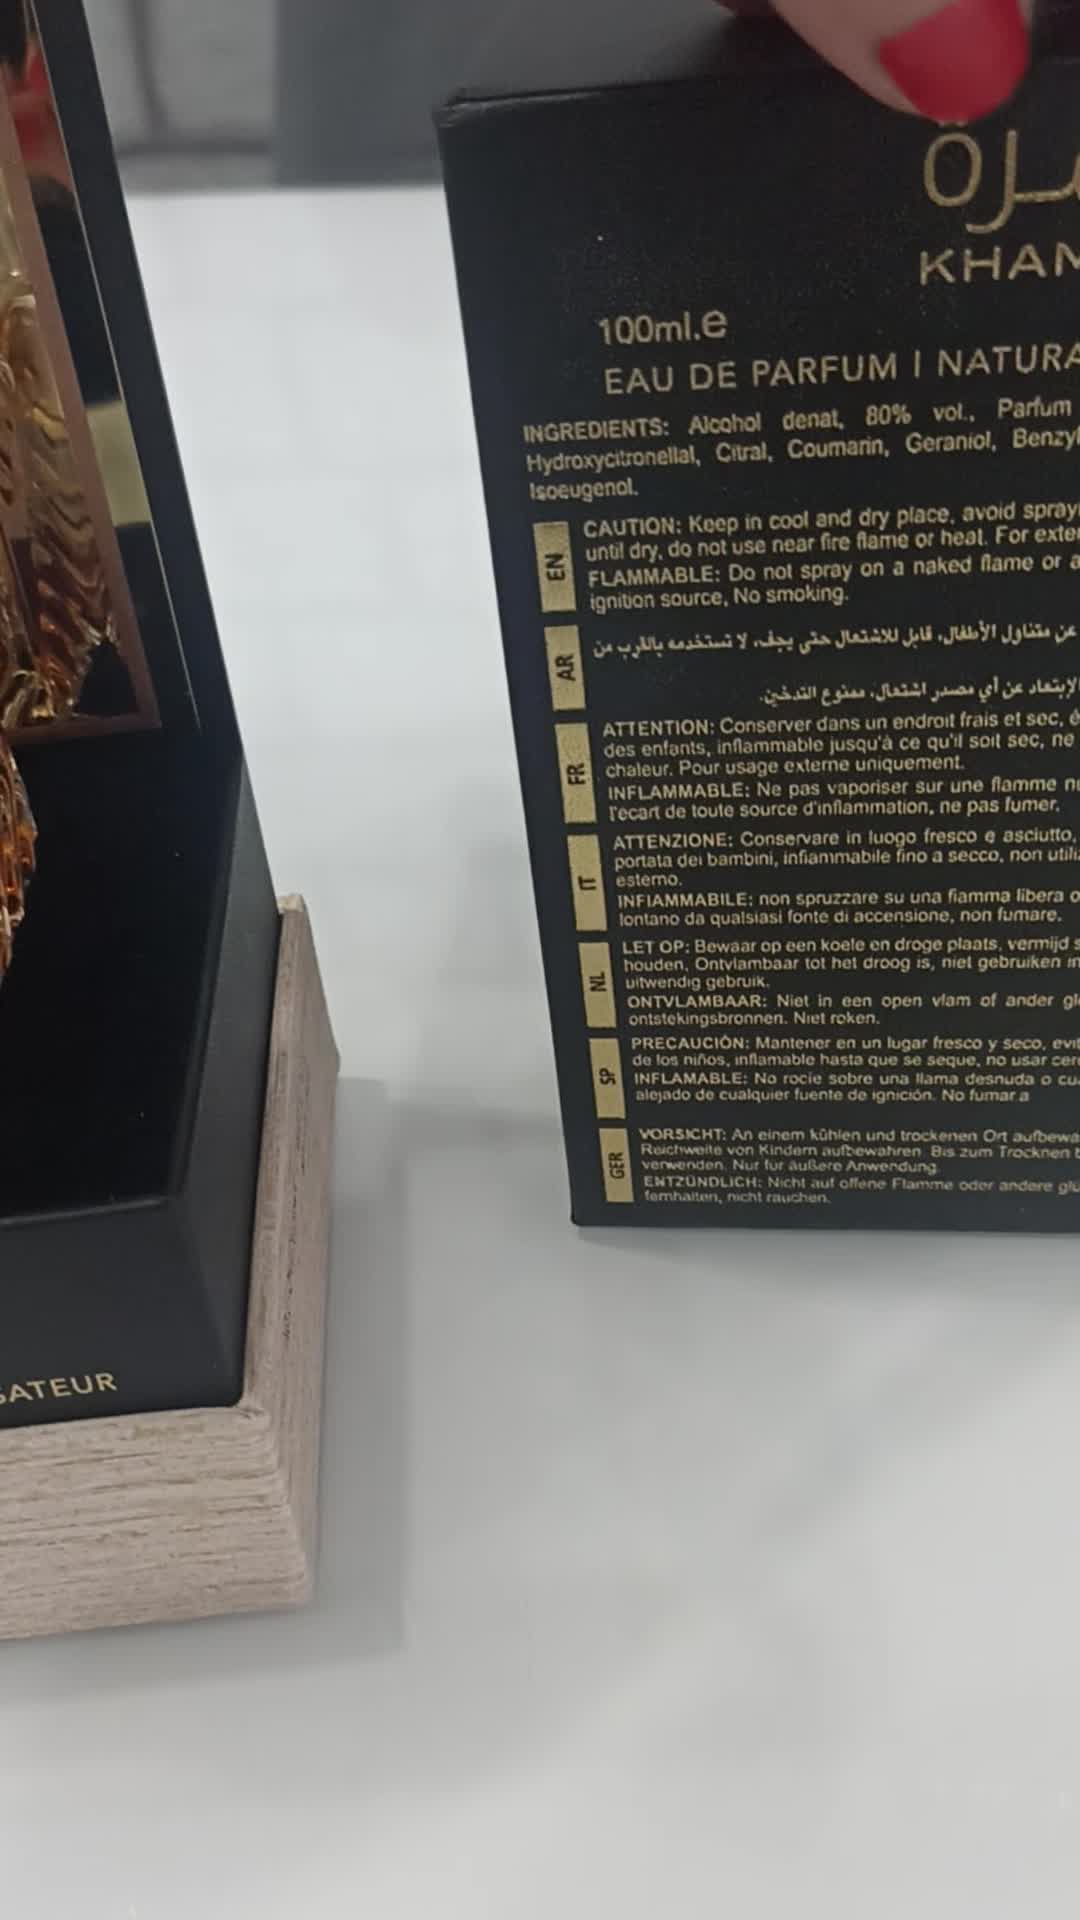 KHAM
100ml.e
EAU DE PARFUM I NATURA
INGREDIENTS: Alcohol denat, 80% vol., Parfum
Hydroxycitronellal, Citral, Coumarin, Geraniol, Benzyl
Isoeugenol.
EN
CAUTION: Keep in cool and dry place, avoid spray
until dry, do not use near fire flame or heat. For exter
FLAMMABLE: Do not spray on a naked flame or a
ignition source, No smoking.
AR
عن متناول الأطفال، قابل للاشتعال حتى يجف، لا تستخدمه بالقرب من
الإبتعاد عن أي مصدر اشتعال، ممنوع التدخين.
FR
ATTENTION: Conserver dans un endroit frais et sec, é
des enfants, inflammable jusqu'à ce qu'il soit sec, ne
chaleur. Pour usage externe uniquement.
INFLAMMABLE: Ne pas vaporiser sur une flamme nu
l'ecart de toute source d'inflammation, ne pas fumer.
IT
ATTENZIONE: Conservare in luogo fresco e asciutto,
portata dei bambini, infiammabile fino a secco, non utili
esterno.
INFIAMMABILE: non spruzzare su una fiamma libera o
lontano da qualsiasi fonte di accensione, non fumare.
NL
LET OP: Bewaar op een koele en droge plaats, vermijd s
houden, Ontvlambaar tot het droog is, niet gebruiken in
uitwendig gebruik.
ONTVLAMBAAR: Niet in een open vlam of ander gl
ontstekingsbronnen. Niet roken.
SP
PRECAUCIÓN: Mantener en un lugar fresco y seco, evit
de los niños, inflamable hasta que se seque, no usar cer
INFLAMABLE: No rocíe sobre una llama desnuda o cu
alejado de cualquier fuente de ignición. No fumar a
GER
VORSICHT: An einem kühlen und trockenen Ort aufbewa
Reichweite von Kindern aufbewahren. Bis zum Trocknen
verwenden. Nur für äußere Anwendung.
ENTZÜNDLICH: Nicht auf offene Flamme oder andere glü
fernhalten, nicht rauchen.
SATEUR